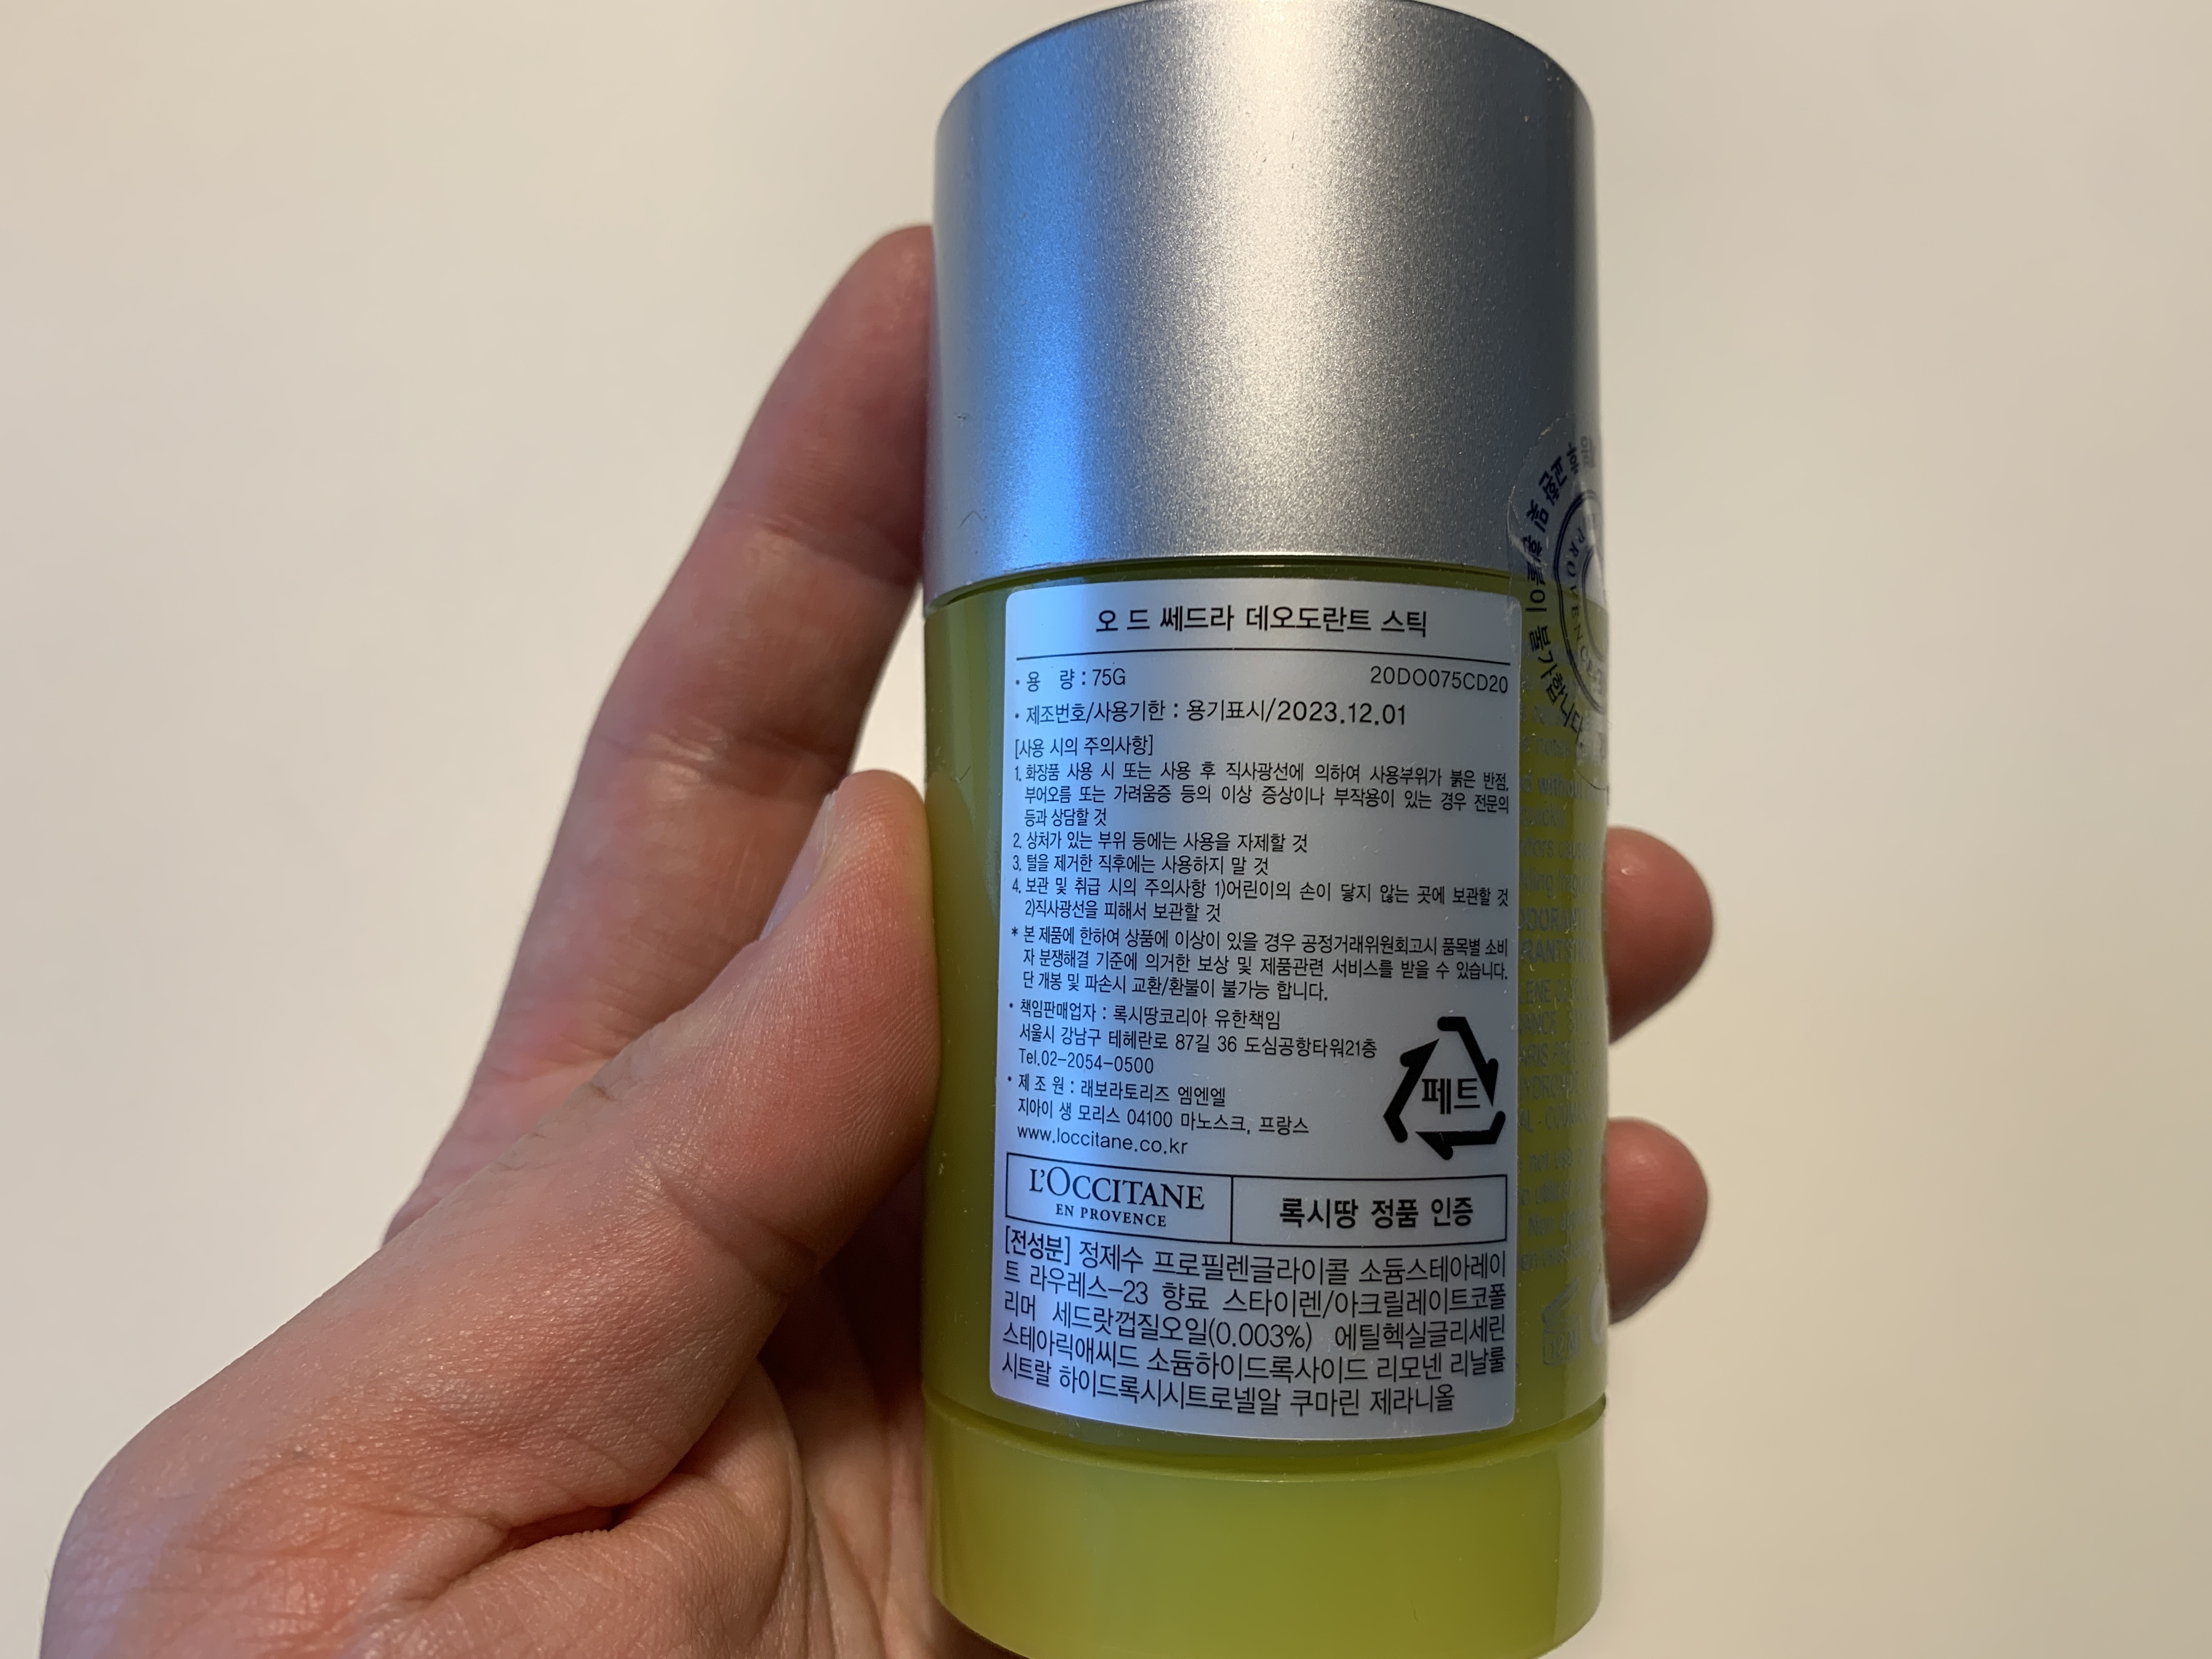 오 드 쎄드라 데오도란트 스틱
• 용 량 : 75G 20DO075CD20
• 제조번호/사용기한 : 용기표시/2023.12.01
[사용 시의 주의사항]
1. 화장품 사용 시 또는 사용 후 직사광선에 의하여 사용부위가 붉은 반점,
부어오름 또는 가려움증 등의 이상 증상이나 부작용이 있는 경우 전문의
등과 상담할 것
2. 상처가 있는 부위 등에는 사용을 자제할 것
3. 털을 제거한 직후에는 사용하지 말 것
4. 보관 및 취급 시의 주의사항 1)어린이의 손이 닿지 않는 곳에 보관할 것
2)직사광선을 피해서 보관할 것
* 본 제품에 한하여 상품에 이상이 있을 경우 공정거래위원회고시 품목별 소비
자 분쟁해결 기준에 의거한 보상 및 제품관련 서비스를 받을 수 있습니다.
단 개봉 및 파손시 교환/환불이 불가능 합니다.
• 책임판매업자 : 록시땅코리아 유한책임
서울시 강남구 테헤란로 87길 36 도심공항타워21층
Tel.02-2054-0500
• 제 조 원 : 래보라토리즈 엠엔엘
지아이 생 모리스 04100 마노스크, 프랑스
www.loccitane.co.kr
페트
L'OCCITANE
EN PROVENCE
록시땅 정품 인증
[전성분] 정제수 프로필렌글라이콜 소듐스테아레이
트 라우레스-23 향료 스타이렌/아크릴레이트코폴
리머 세드랏껍질오일(0.003%) 에틸헥실글리세린
스테아릭애씨드 소듐하이드록사이드 리모넨 리날룰
시트랄 하이드록시시트로넬알 쿠마린 제라니올
교환 및 환불이 불가합니다
PROVENCE